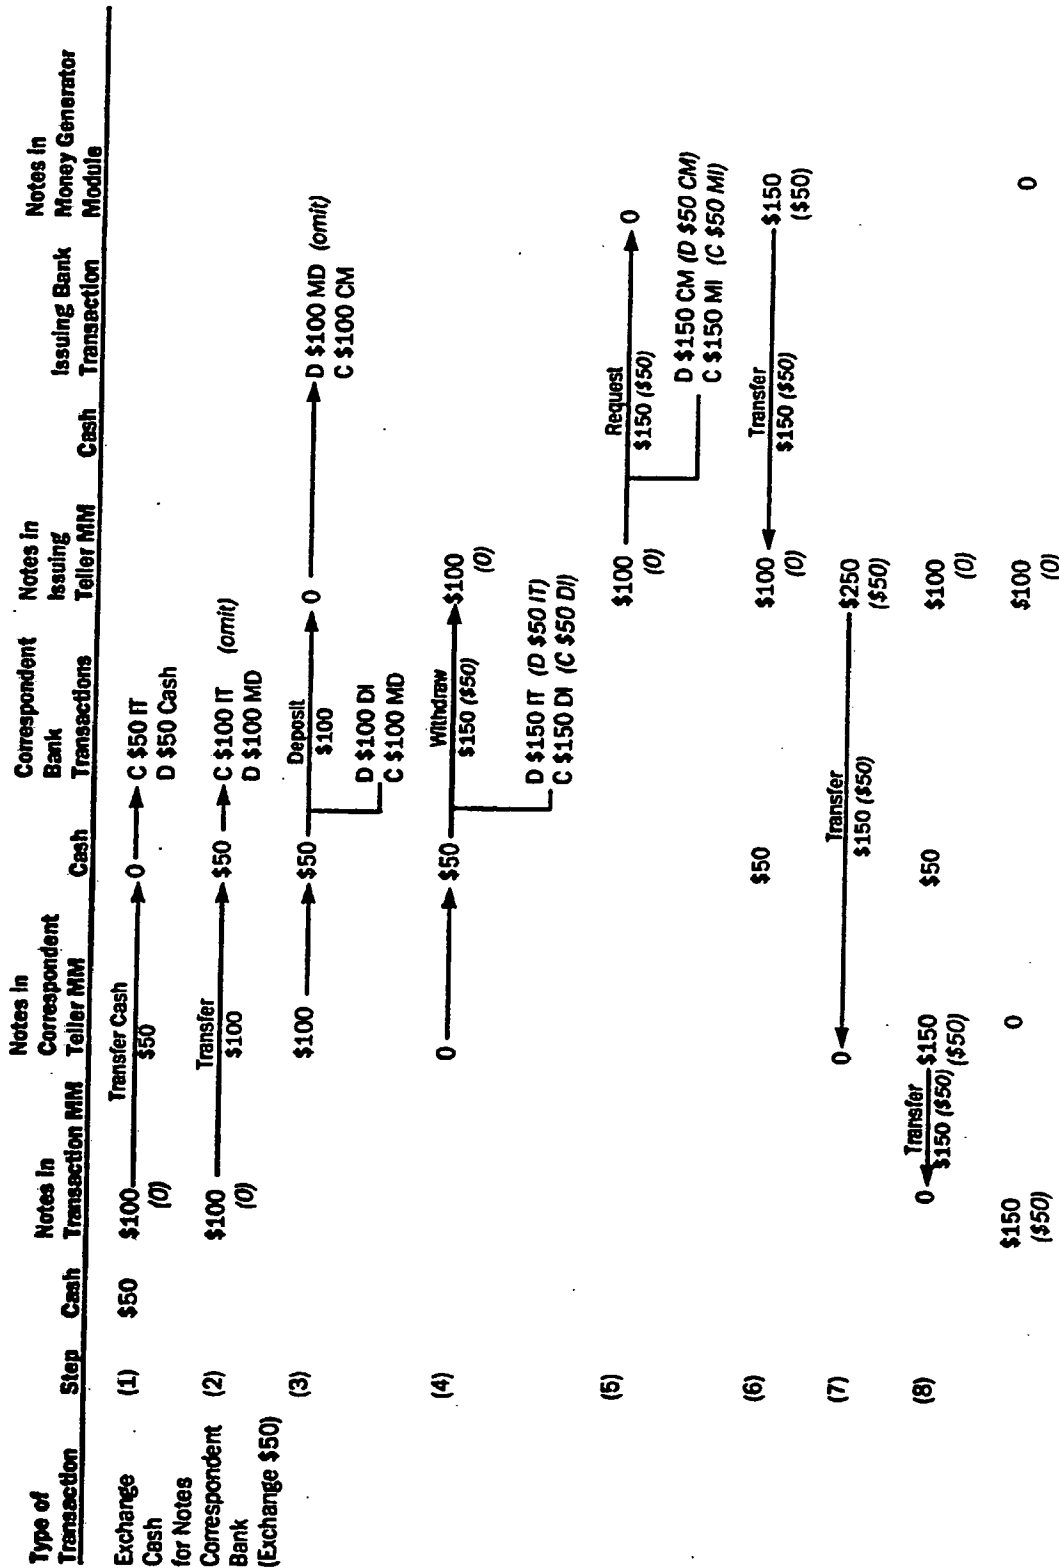 Type of Transaction Step Cash Notes in Transaction MM Notes in Correspondent Teller MM Cash Correspondent Bank Transactions Notes in Issuing Teller MM Cash Issuing Bank Transaction Notes in Money Generator Module
Exchange Cash for Notes Correspondent Bank (Exchange $50)
(1) $50 $100 (0) Transfer Cash $50 0 C $50 IT
D $50 Cash
(2) $100 (0) Transfer $100 $50 C $100 IT (omit)
D $100 MD
(3) $100 $50 Deposit $100 0 D $100 MD (omit)
C $100 CM
D $100 DI
C $100 MD
(4) 0 $50 Withdraw $150 ($50) $100 (0)
D $150 IT (D $50 IT)
C $150 DI (C $50 DI)
(5) $100 (0) Request $150 ($50) 0
D $150 CM (D $50 CM)
C $150 MI (C $50 MI)
(6) $50 $100 (0) Transfer $150 ($50) $150 ($50)
(7) 0 Transfer $150 ($50) $250 ($50)
(8) 0 Transfer $150 ($50) $150 ($50) $50 $100 (0)
$150 ($50) 0 $100 (0) 0